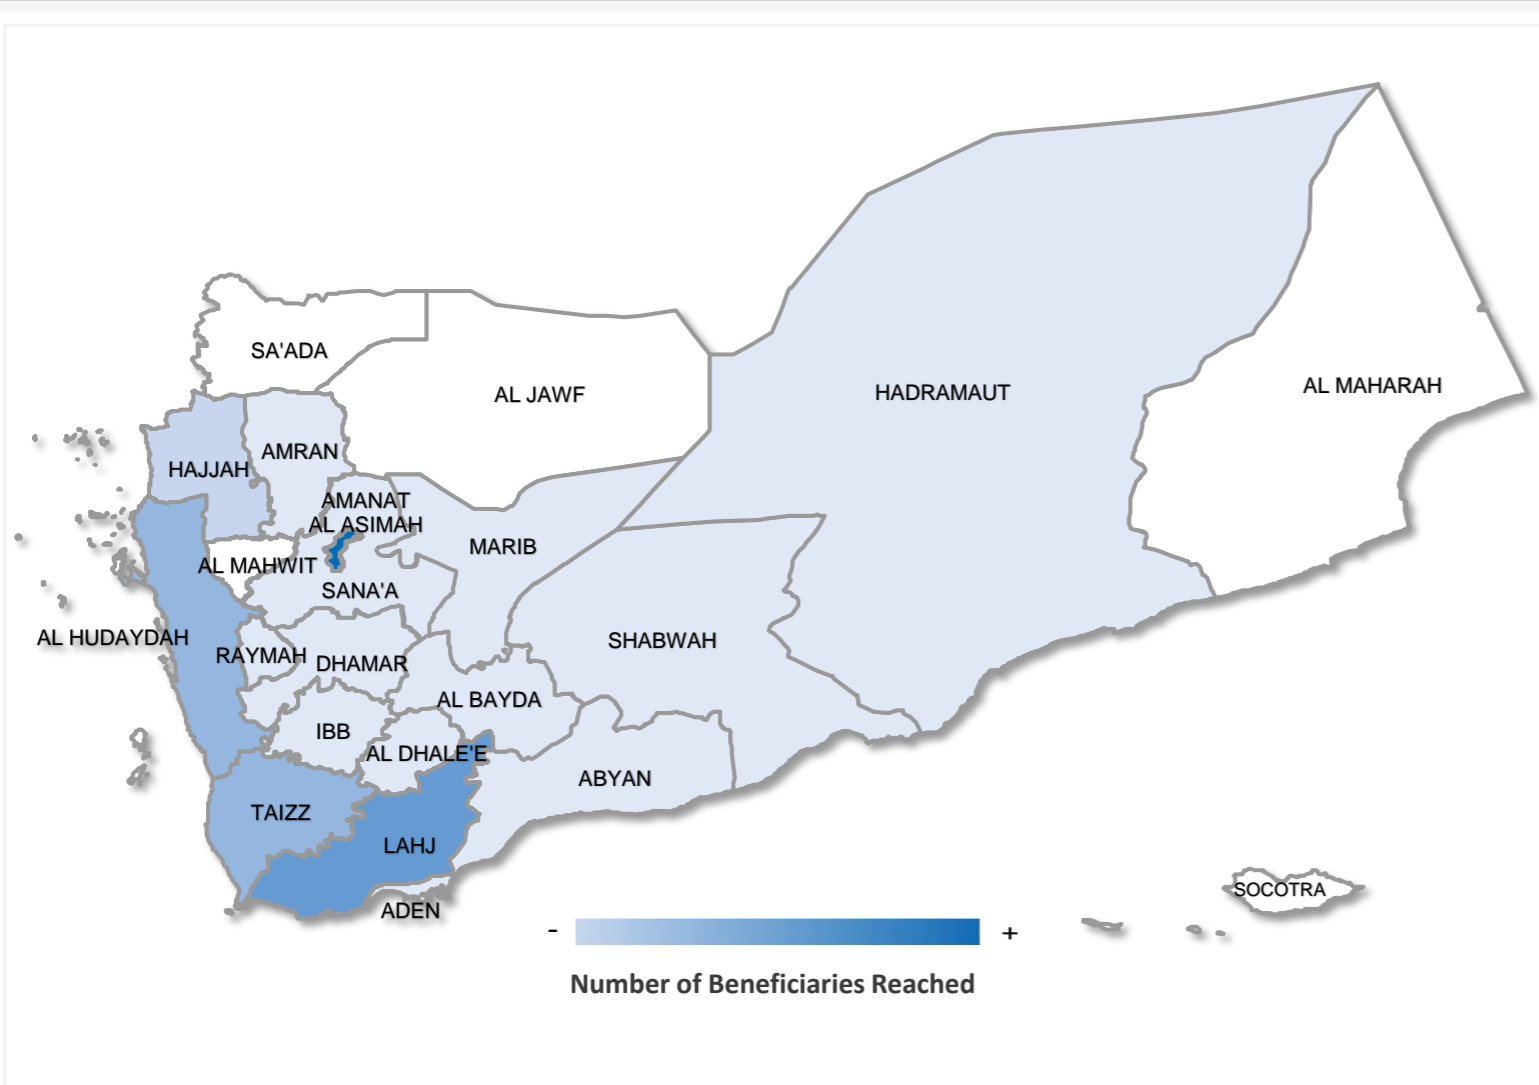 SA'ADA
AL JAWF
HADRAMAUT
AL MAHARAH
AMRAN
HAJJAH
AMANAT
AL ASIMAH
MARIB
AL MAHWIT
SANA'A
AL HUDAYDAH
RAYMAH
DHAMAR
SHABWAH
AL BAYDA
IBB
AL DHALE'E
ABYAN
TAIZZ
LAHJ
SOCOTRA
ADEN
- +
Number of Beneficiaries Reached